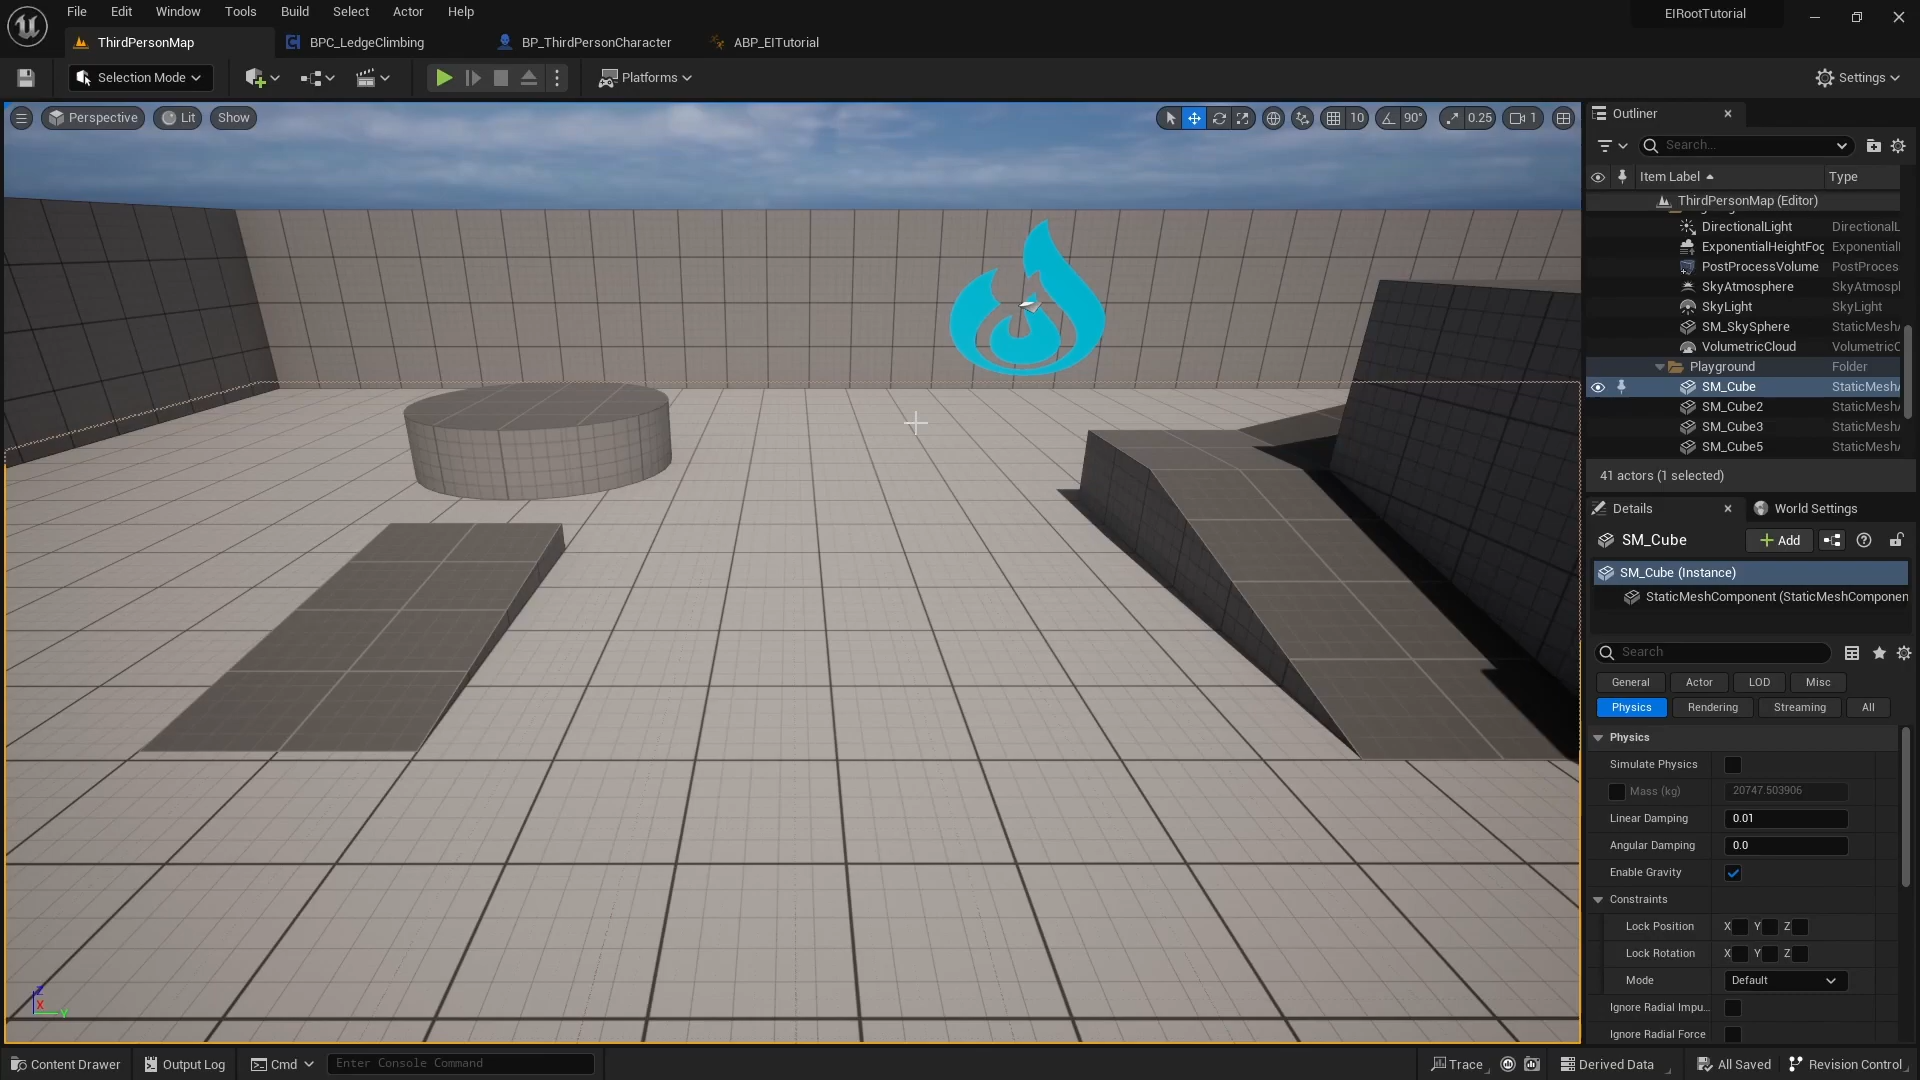 File Edit Window Tools Build Select Actor Help
EIRootTutorial
ThirdPersonMap
BPC_LedgeClimbing
BP_ThirdPersonCharacter
ABP_EITutorial
Selection Mode
Platforms
Settings
Perspective
Lit
Show
10
90°
0.25
1
Outliner
Search...
Item Label
Type
ThirdPersonMap (Editor)
DirectionalLight DirectionalL
ExponentialHeightFog Exponential
PostProcessVolume PostProces
SkyAtmosphere SkyAtmosp
SkyLight SkyLight
SM_SkySphere StaticMesh
VolumetricCloud VolumetricC
Playground Folder
SM_Cube StaticMesh
SM_Cube2 StaticMesh
SM_Cube3 StaticMesh
SM_Cube5 StaticMesh
41 actors (1 selected)
Details
World Settings
SM_Cube
Add
SM_Cube (Instance)
StaticMeshComponent (StaticMeshComponen
Search
General Actor LOD Misc
Physics Rendering Streaming All
Physics
Simulate Physics
Mass (kg) 20747.503906
Linear Damping 0.01
Angular Damping 0.0
Enable Gravity
Constraints
Lock Position X Y Z
Lock Rotation X Y Z
Mode Default
Ignore Radial Impu...
Ignore Radial Force
Z
X
Y
Content Drawer
Output Log
Cmd
Enter Console Command
Trace
Derived Data
All Saved
Revision Control